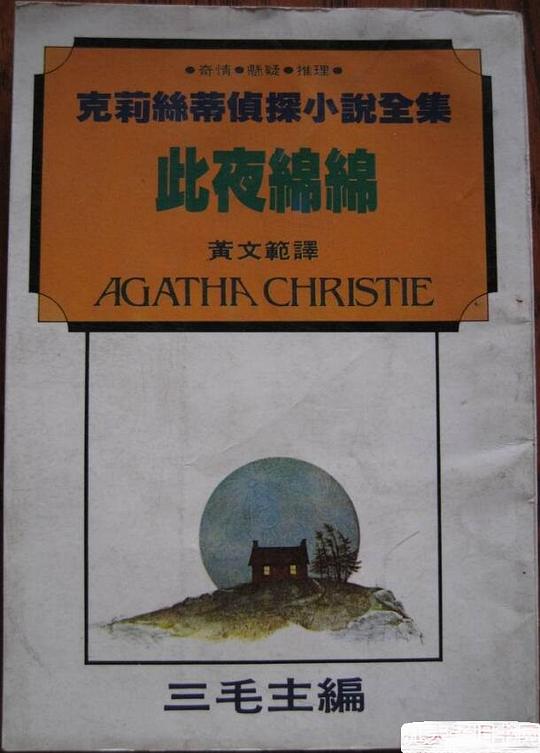 ●奇情●懸疑●推理●
克莉絲蒂偵探小說全集
此夜綿綿
黃文範譯
AGATHA CHRISTIE
三毛主編